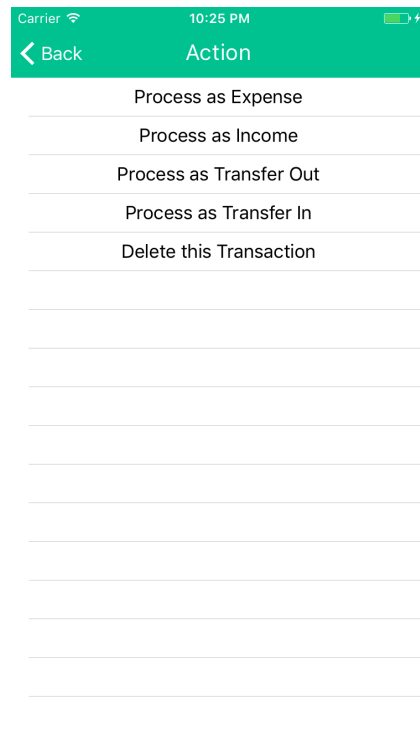 Carrier 10:25 PM
Back Action
Process as Expense
Process as Income
Process as Transfer Out
Process as Transfer In
Delete this Transaction